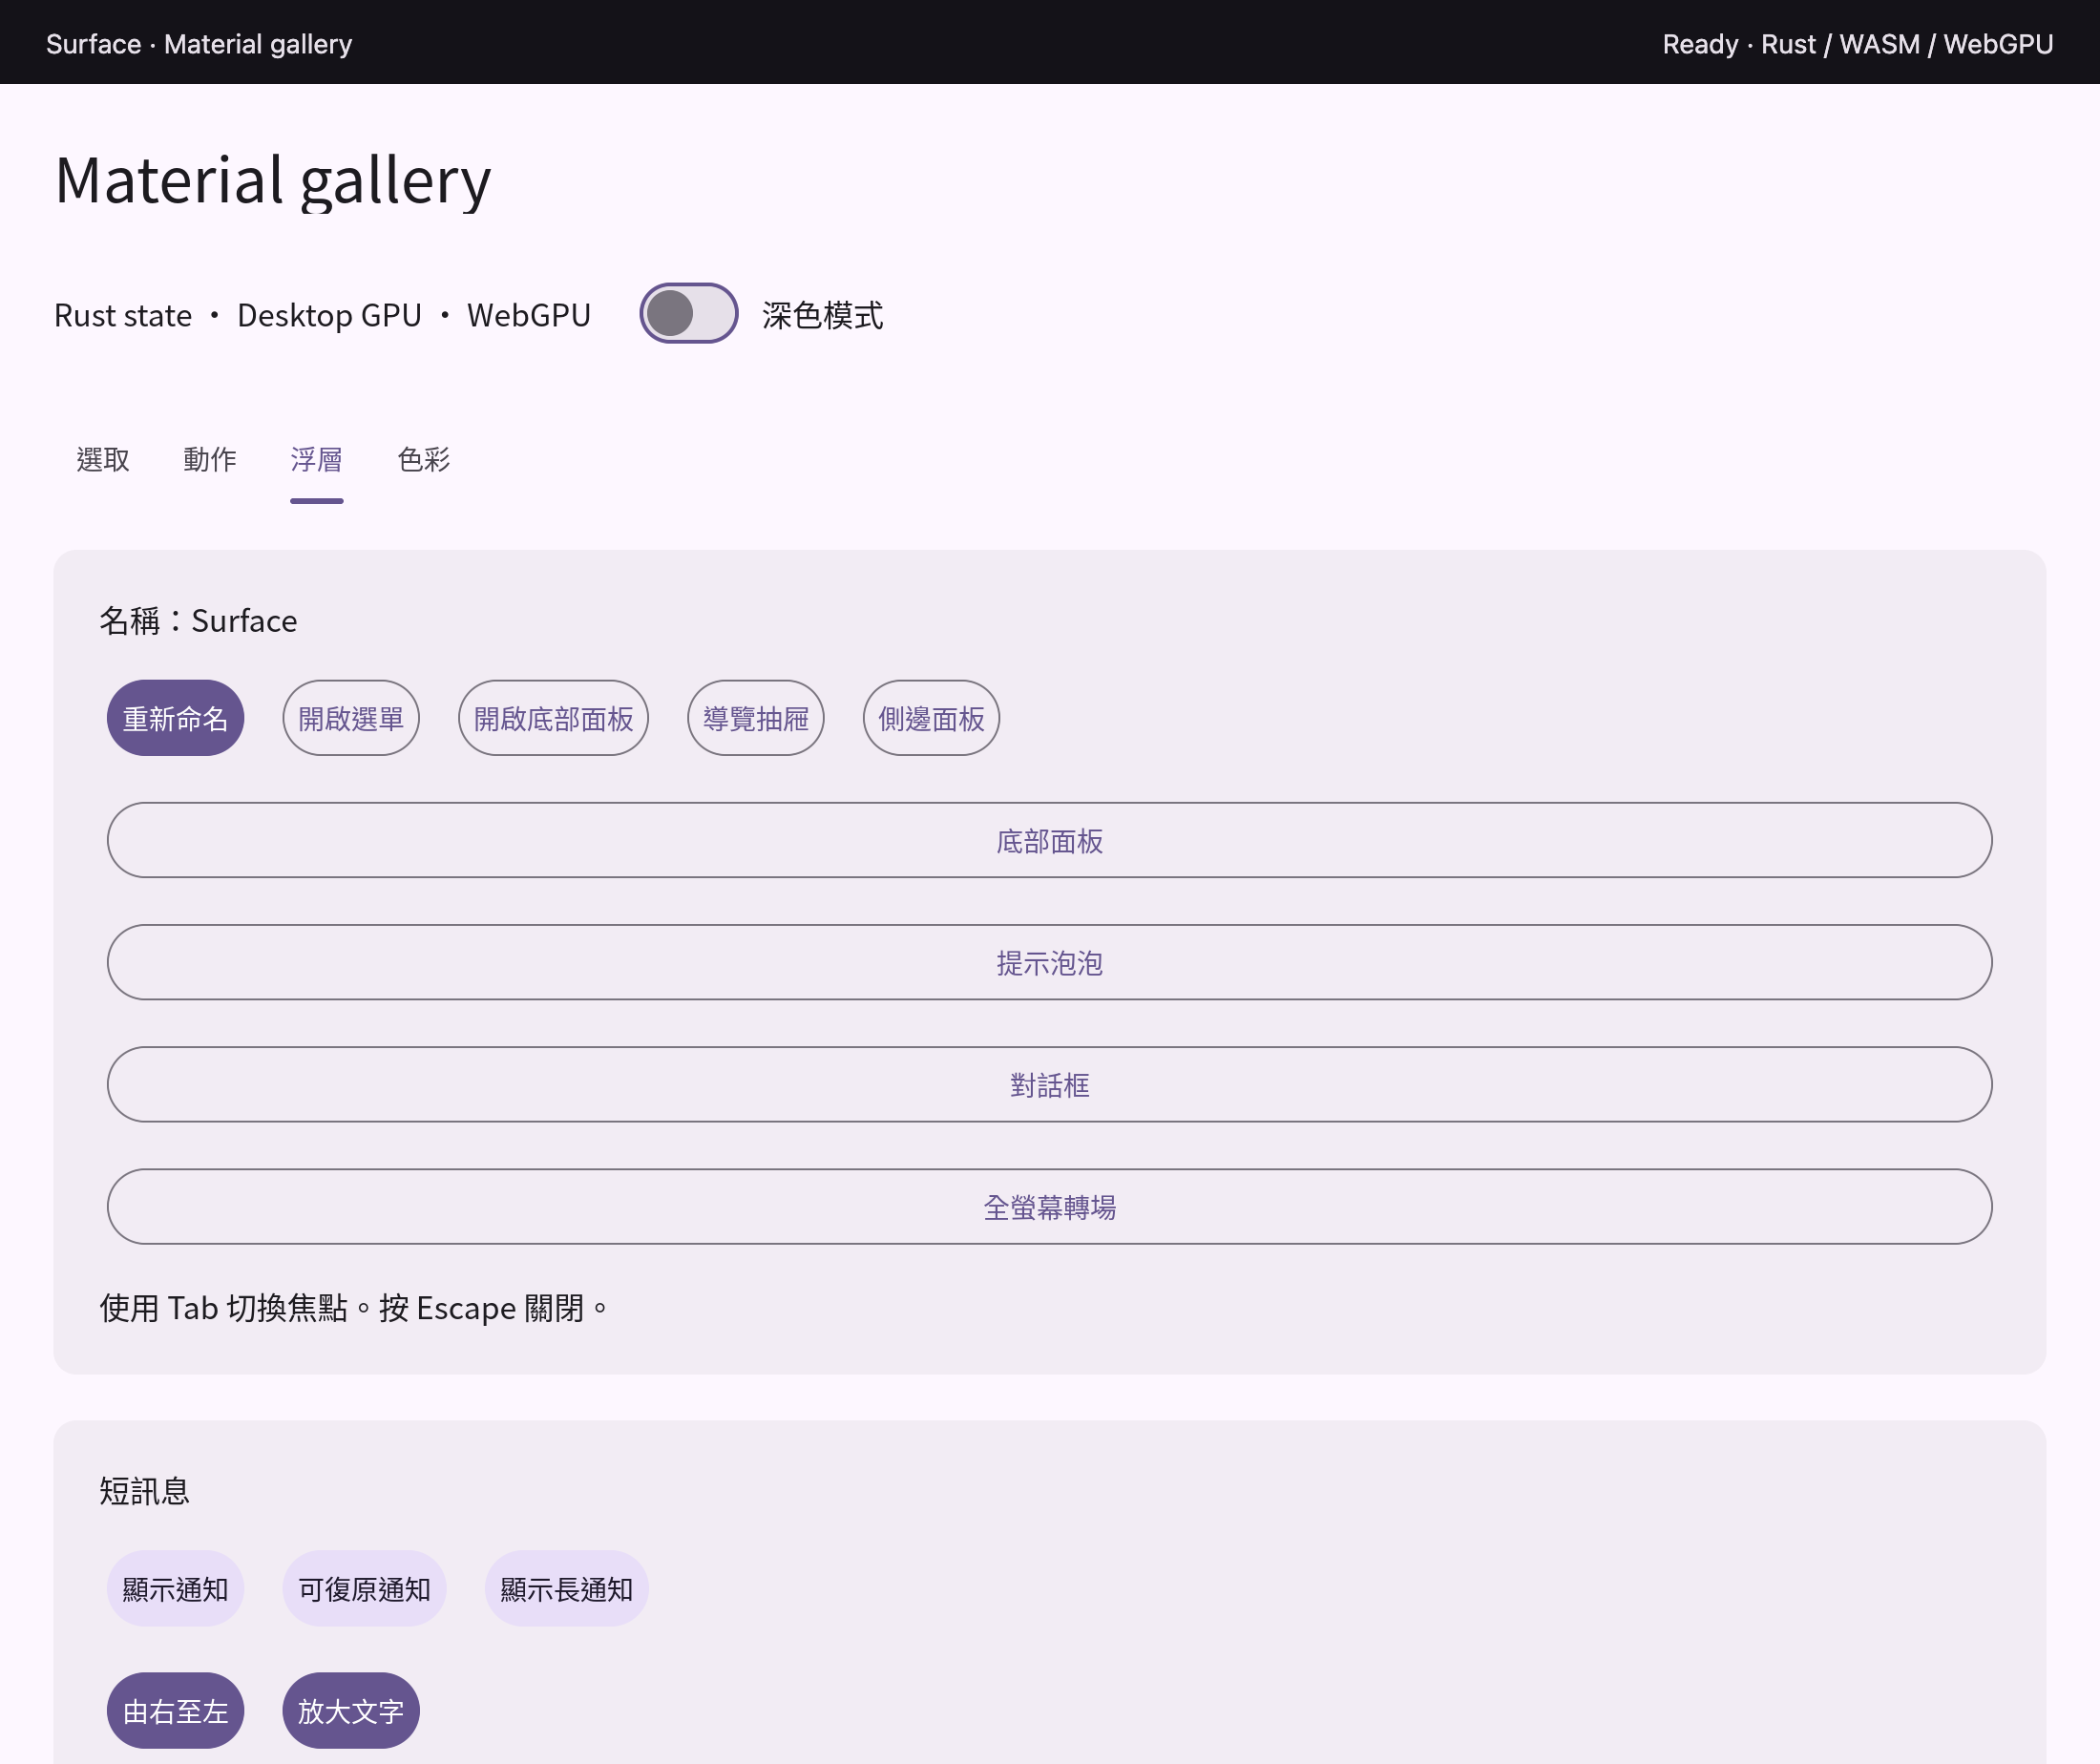 Surface · Material gallery
Ready · Rust / WASM / WebGPU
Material gallery
Rust state ・ Desktop GPU ・ WebGPU
深色模式
選取 動作 浮層 色彩
名稱：Surface
重新命名 開啟選單 開啟底部面板 導覽抽屜 側邊面板
底部面板
提示泡泡
對話框
全螢幕轉場
使用 Tab 切換焦點。按 Escape 關閉。
短訊息
顯示通知 可復原通知 顯示長通知
由右至左 放大文字